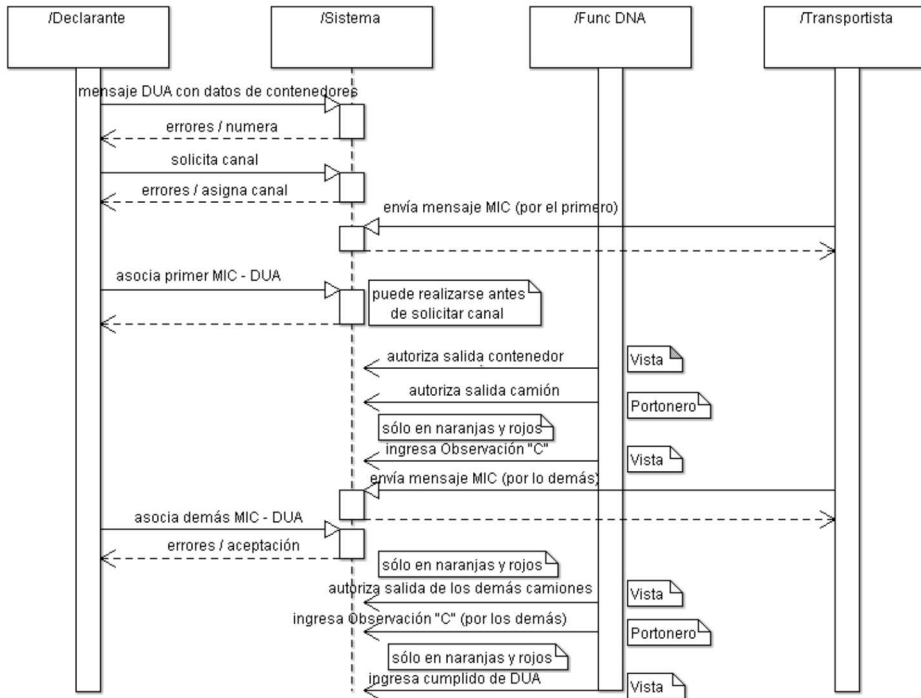 /Declarante
/Sistema
/Func DNA
/Transportista
mensaje DUA con datos de contenedores
errores / numera
solicita canal
errores / asigna canal
envía mensaje MIC (por el primero)
asocia primer MIC - DUA
puede realizarse antes
de solicitar canal
autoriza salida contenedor
Vista
autoriza salida camión
Portonero
sólo en naranjas y rojos
ingresa Observación "C"
Vista
envía mensaje MIC (por lo demás)
asocia demás MIC - DUA
errores / aceptación
sólo en naranjas y rojos
autoriza salida de los demás camiones
Vista
ingresa Observación "C" (por los demás)
Portonero
sólo en naranjas y rojos
ingresa cumplido de DUA
Vista